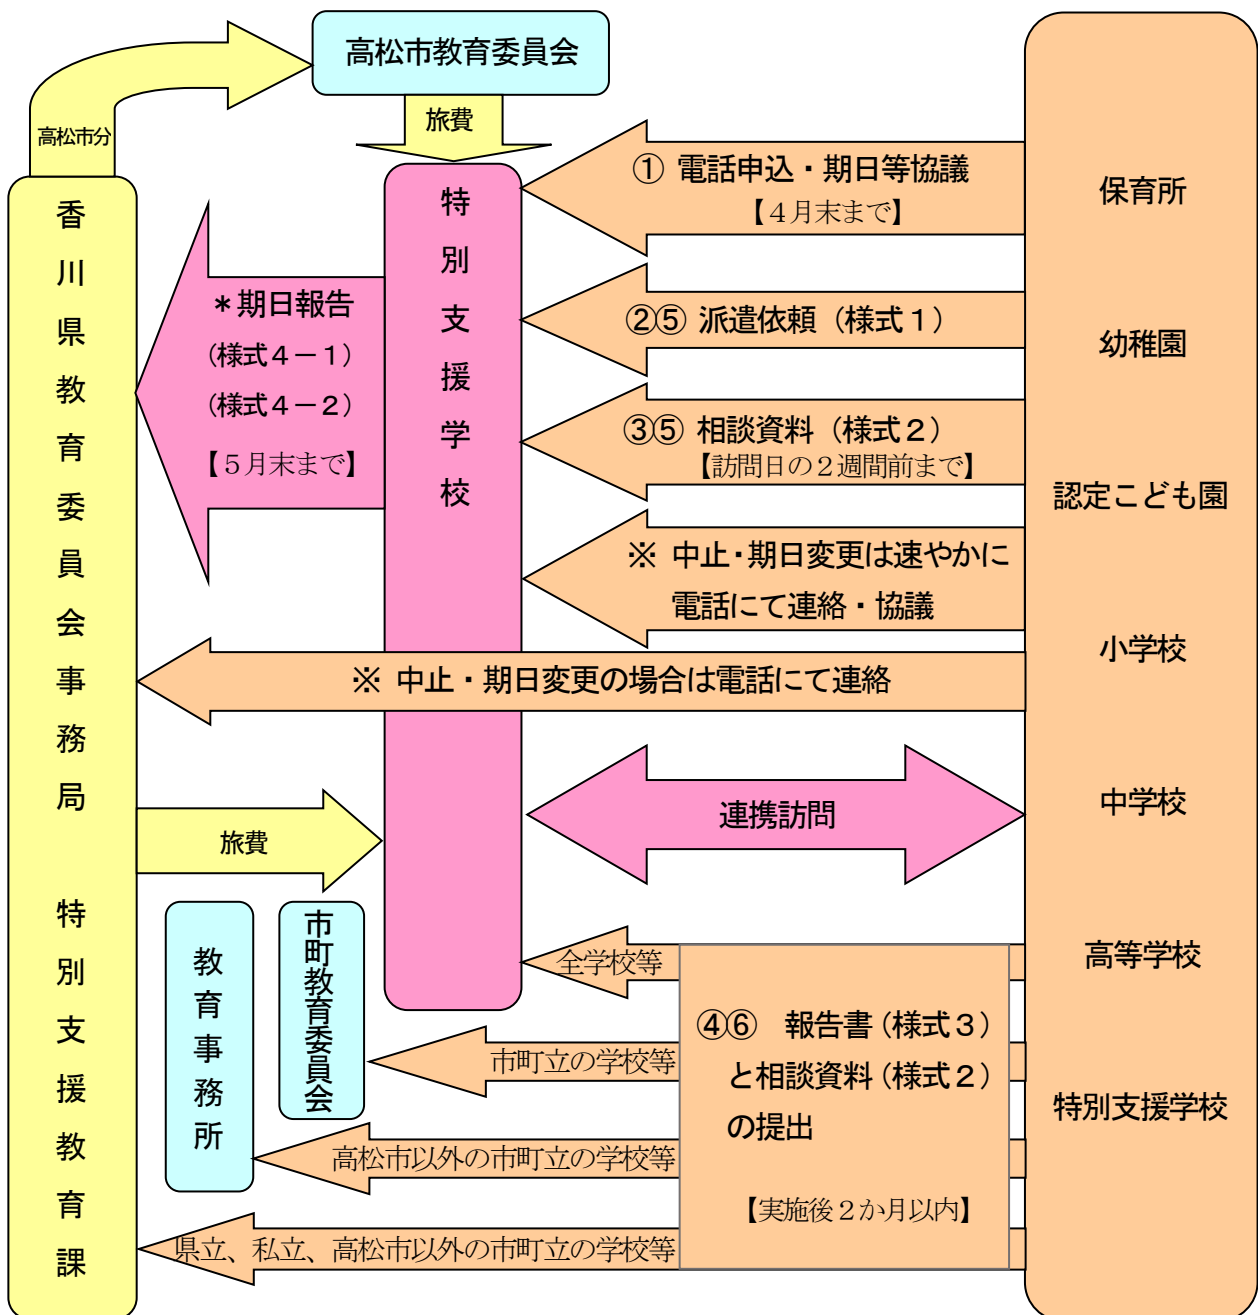 高松市教育委員会
高松市分
旅費
香川県教育委員会事務局　特別支援教育課
特別支援学校
＊期日報告
(様式４－１)
(様式４－２)
【５月末まで】
① 電話申込・期日等協議
【４月末まで】
②⑤ 派遣依頼（様式１）
③⑤ 相談資料（様式２）
【訪問日の２週間前まで】
※ 中止・期日変更は速やかに
電話にて連絡・協議
※ 中止・期日変更の場合は電話にて連絡
連携訪問
旅費
教育事務所
市町教育委員会
全学校等
市町立の学校等
高松市以外の市町立の学校等
県立、私立、高松市以外の市町立の学校等
④⑥　報告書（様式３）
と相談資料（様式２）
の提出
【実施後２か月以内】
保育所
幼稚園
認定こども園
小学校
中学校
高等学校
特別支援学校